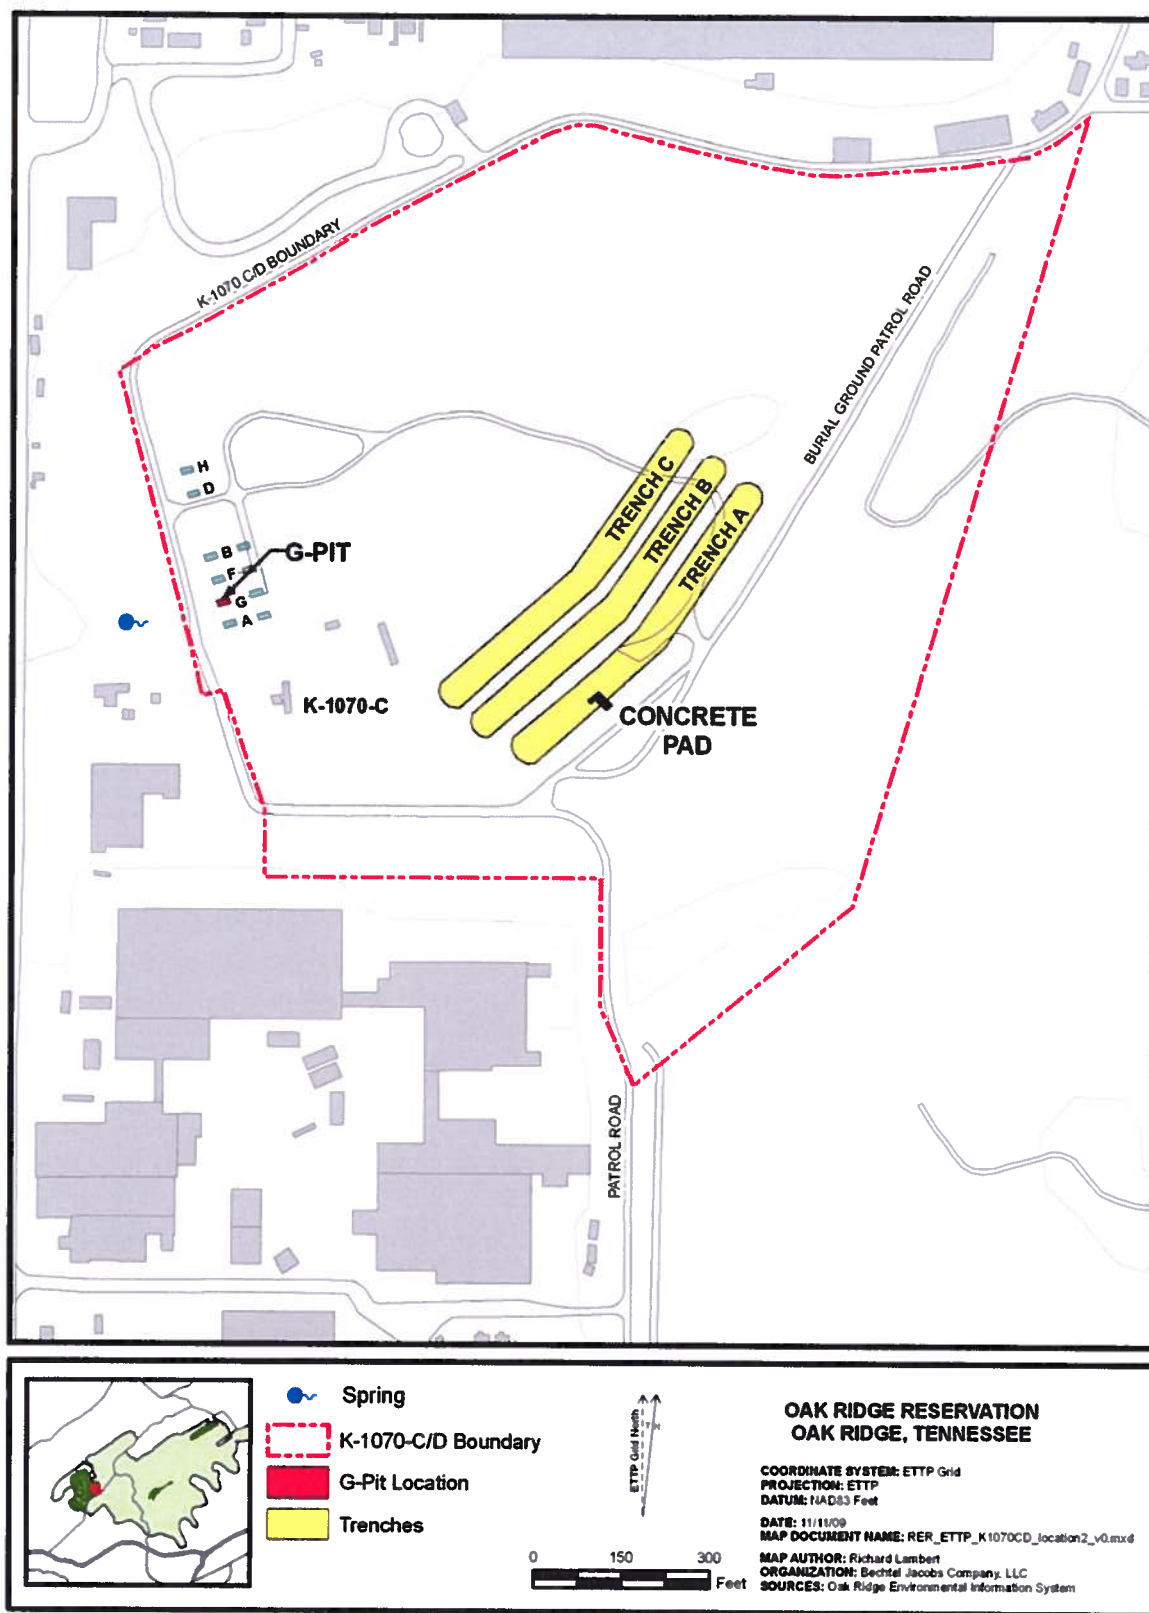 K-1070 C/D BOUNDARY
BURIAL GROUND PATROL ROAD
H
D
B
F
G
A
G-PIT
TRENCH C
TRENCH B
TRENCH A
K-1070-C
CONCRETE
PAD
PATROL ROAD
Spring
K-1070-C/D Boundary
G-Pit Location
Trenches
ETTP Grid North
T N
0 150 300
Feet
OAK RIDGE RESERVATION
OAK RIDGE, TENNESSEE
COORDINATE SYSTEM: ETTP Grid
PROJECTION: ETTP
DATUM: NAD83 Feet
DATE: 11/11/09
MAP DOCUMENT NAME: RER_ETTP_K1070CD_location2_v0.mxd
MAP AUTHOR: Richard Lambert
ORGANIZATION: Bechtel Jacobs Company, LLC
SOURCES: Oak Ridge Environmental Information System